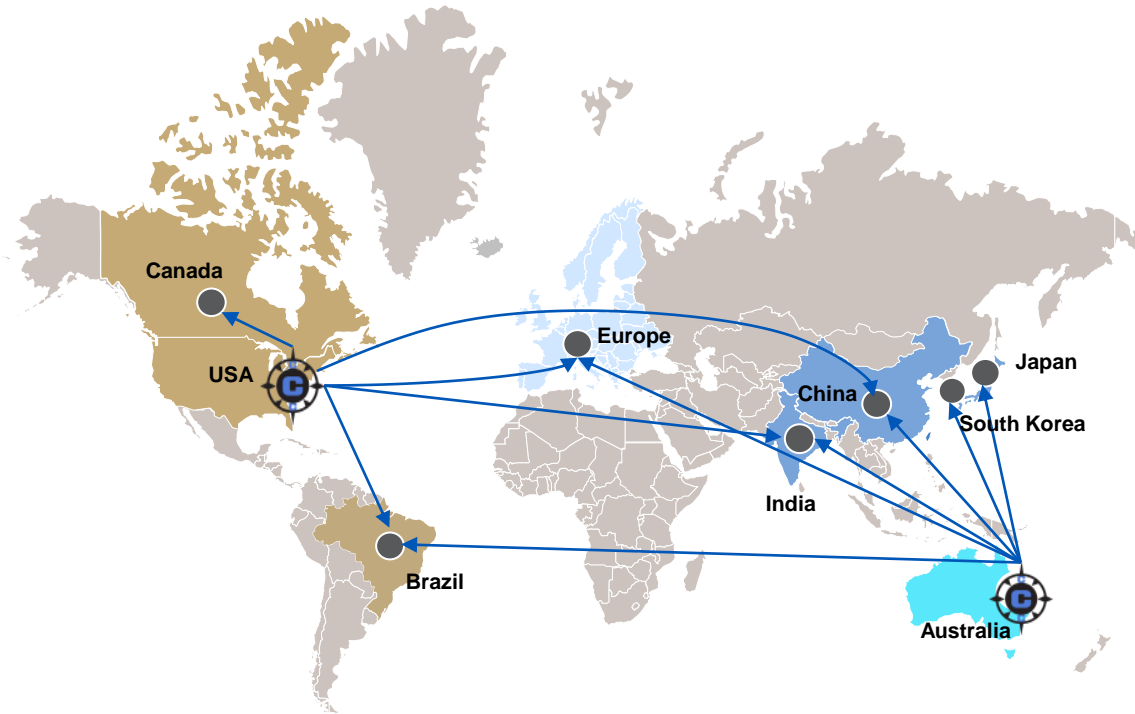 Canada
USA
Europe
Japan
China
South Korea
India
Brazil
Australia
C
C
C
C